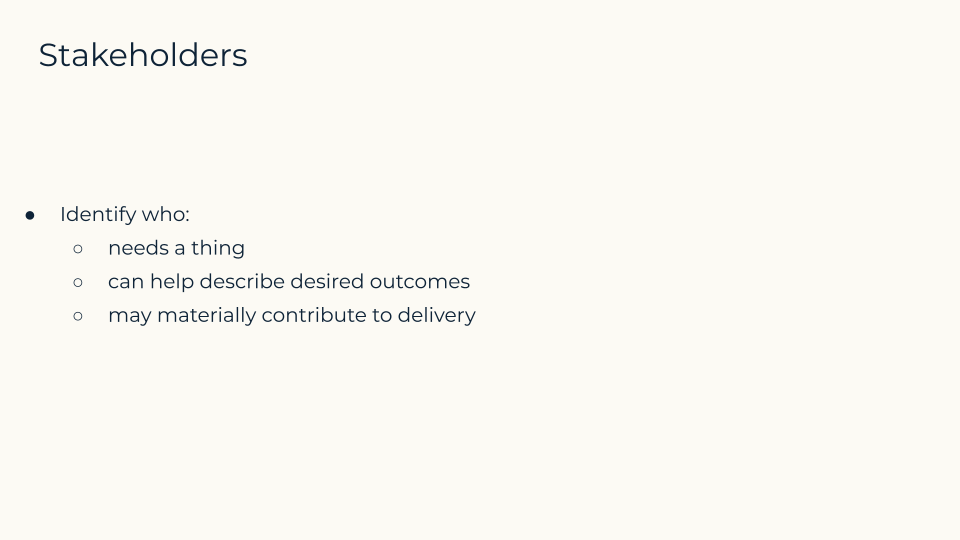 Stakeholders
● Identify who:
○ needs a thing
○ can help describe desired outcomes
○ may materially contribute to delivery